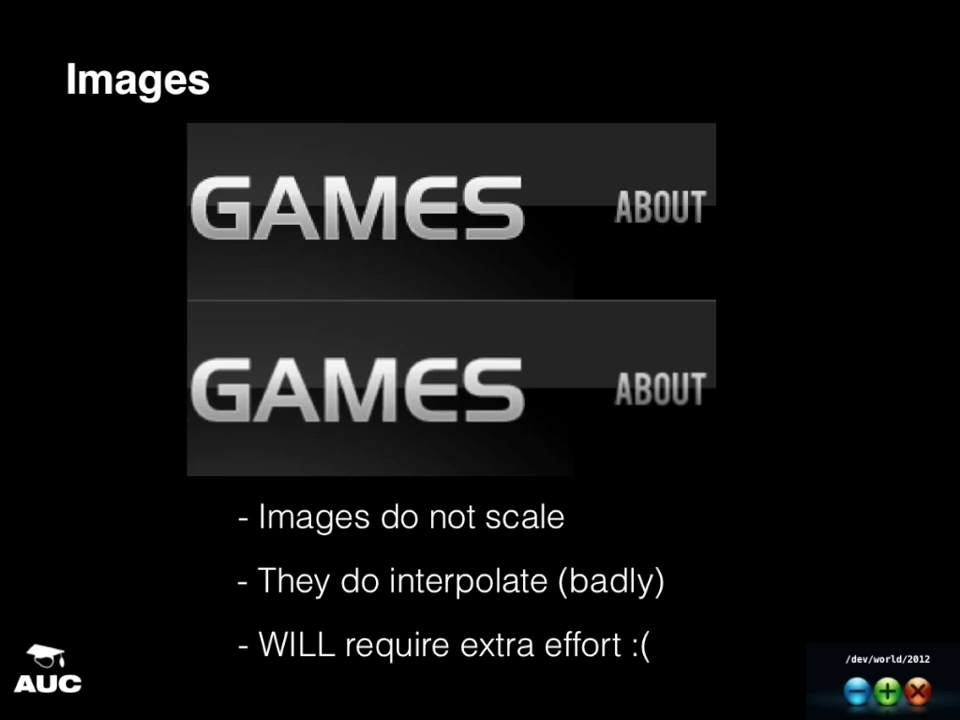 Images
GAMES ABOUT
GAMES ABOUT
- Images do not scale
- They do interpolate (badly)
- WILL require extra effort :(
AUC
/dev/world/2012